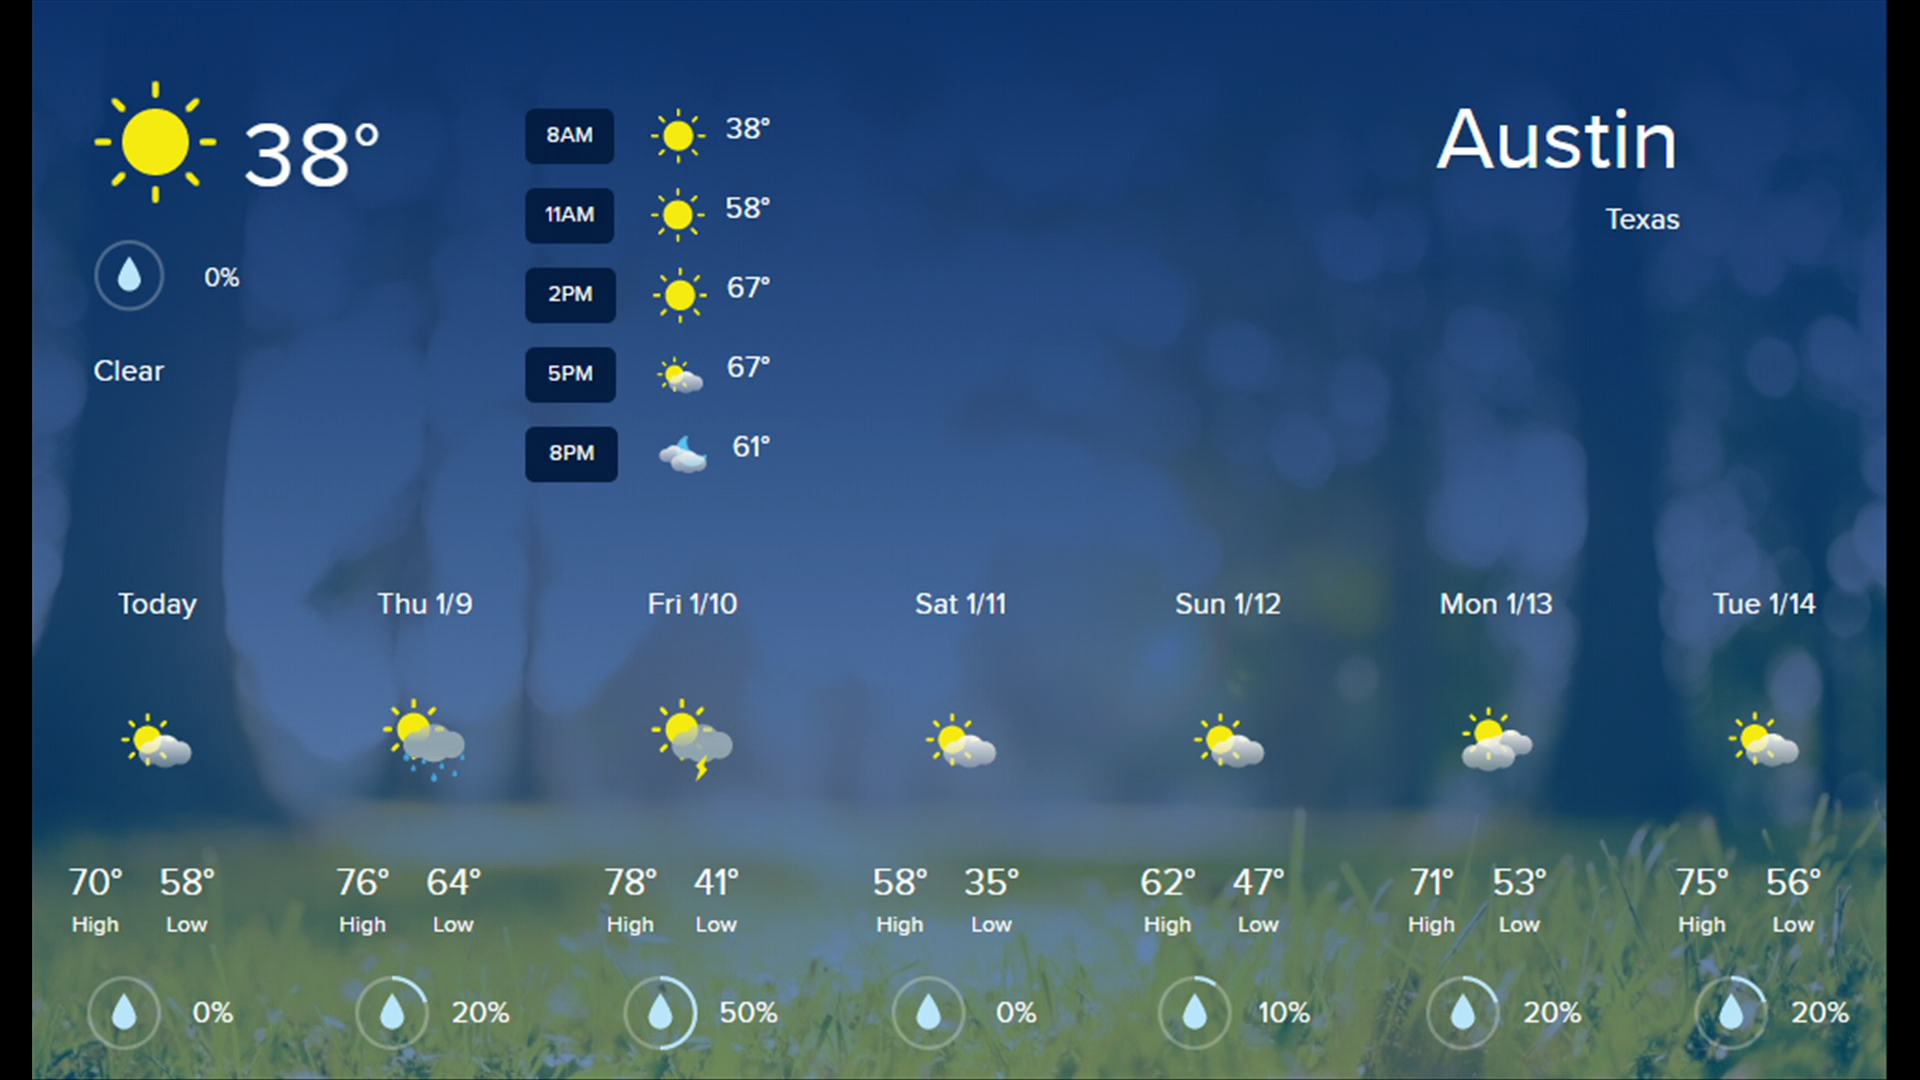 38°
0%
Clear
8AM 38°
11AM 58°
2PM 67°
5PM 67°
8PM 61°
Austin
Texas
Today Thu 1/9 Fri 1/10 Sat 1/11 Sun 1/12 Mon 1/13 Tue 1/14
70° 58° 76° 64° 78° 41° 58° 35° 62° 47° 71° 53° 75° 56°
High Low High Low High Low High Low High Low High Low High Low
0% 20% 50% 0% 10% 20% 20%